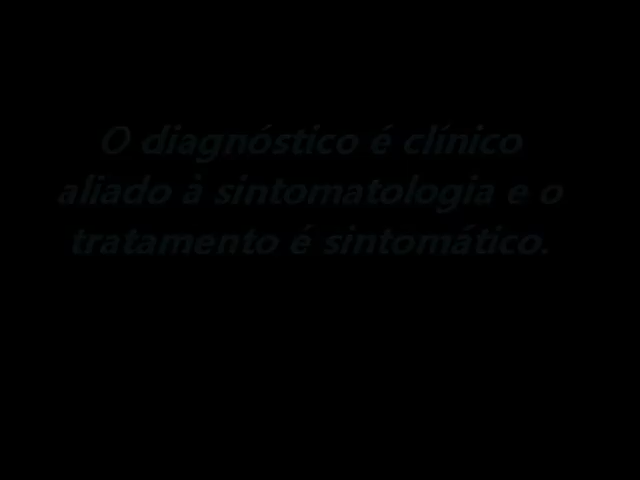 O diagnóstico é clínico
aliado à sintomatologia e o
tratamento é sintomático.